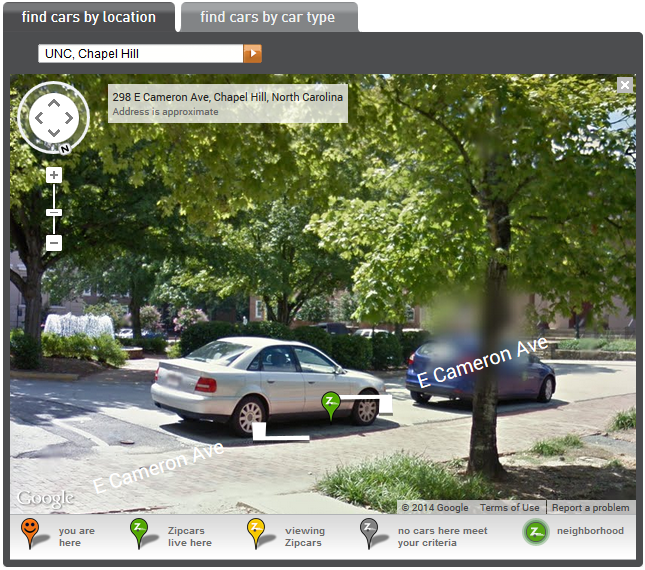 find cars by location
find cars by car type
UNC, Chapel Hill
298 E Cameron Ave, Chapel Hill, North Carolina
Address is approximate
N
E Cameron Ave
E Cameron Ave
Google
© 2014 Google
Terms of Use
Report a problem
you are
here
Zipcars
live here
viewing
Zipcars
no cars here meet
your criteria
neighborhood